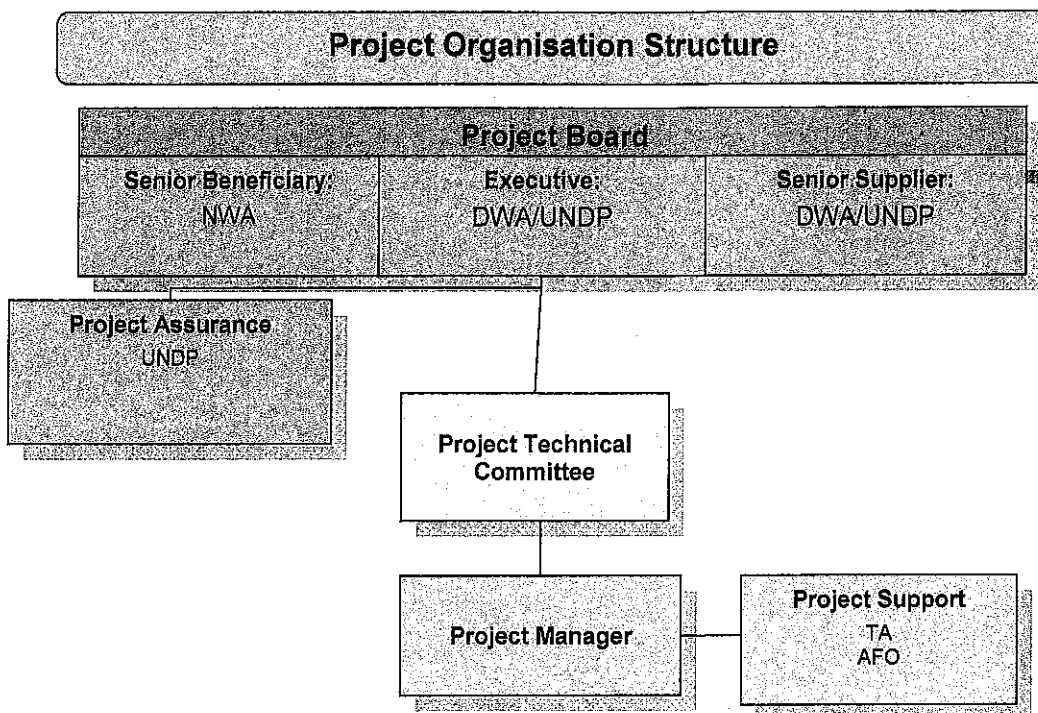 Project Organisation Structure
Project Board
Senior Beneficiary:
NWA
Executive:
DWA/UNDP
Senior Supplier:
DWA/UNDP
Project Assurance
UNDP
Project Technical
Committee
Project Manager
Project Support
TA
AFO